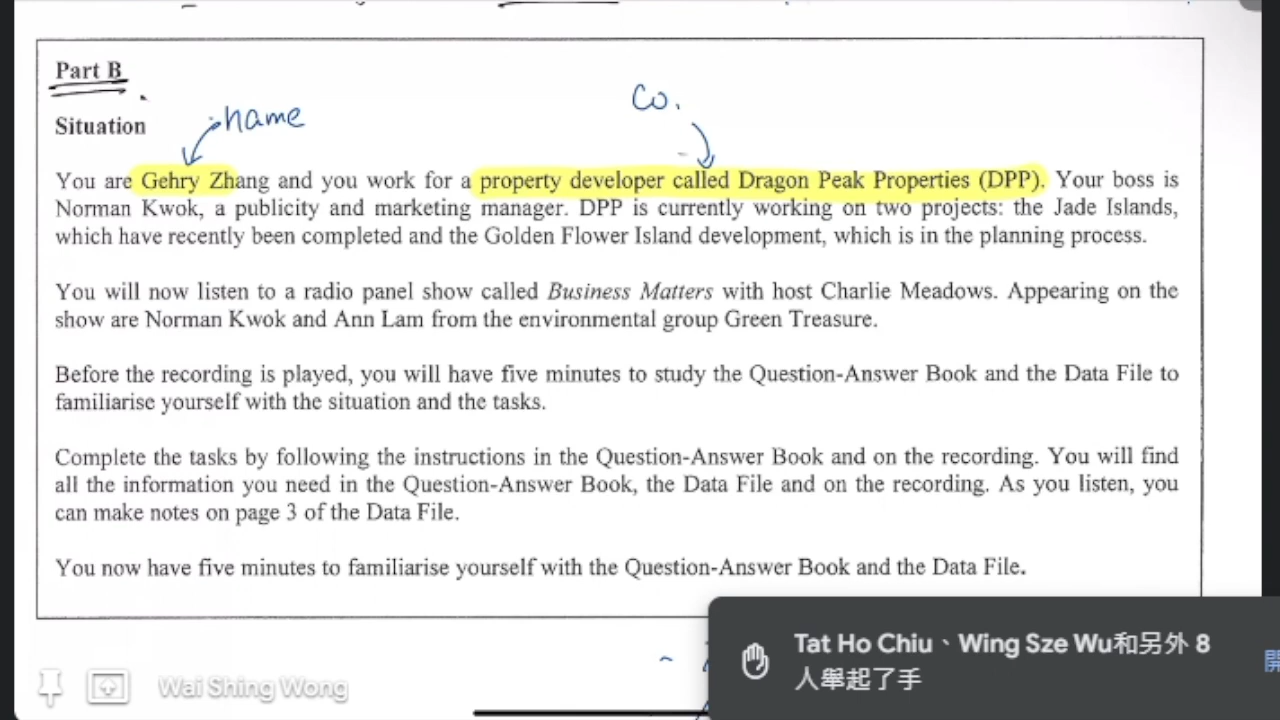 Part B
name
Co.
Situation
You are Gehry Zhang and you work for a property developer called Dragon Peak Properties (DPP). Your boss is
Norman Kwok, a publicity and marketing manager. DPP is currently working on two projects: the Jade Islands,
which have recently been completed and the Golden Flower Island development, which is in the planning process.
You will now listen to a radio panel show called Business Matters with host Charlie Meadows. Appearing on the
show are Norman Kwok and Ann Lam from the environmental group Green Treasure.
Before the recording is played, you will have five minutes to study the Question-Answer Book and the Data File to
familiarise yourself with the situation and the tasks.
Complete the tasks by following the instructions in the Question-Answer Book and on the recording. You will find
all the information you need in the Question-Answer Book, the Data File and on the recording. As you listen, you
can make notes on page 3 of the Data File.
You now have five minutes to familiarise yourself with the Question-Answer Book and the Data File.
Wai Shing Wong
Tat Ho Chiu、Wing Sze Wu和另外 8
人舉起了手
開